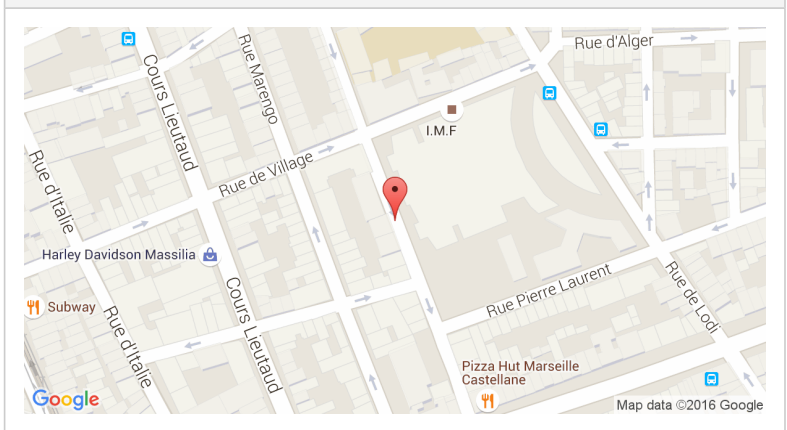 Rue d'Alger
Cours Lieutaud
Rue Marengo
I.M.F
Rue d'Italie
Rue de Village
Harley Davidson Massilia
Subway
Rue d'Italie
Cours Lieutaud
Rue Pierre Laurent
Rue de Lodi
Pizza Hut Marseille
Castellane
Google
Map data ©2016 Google